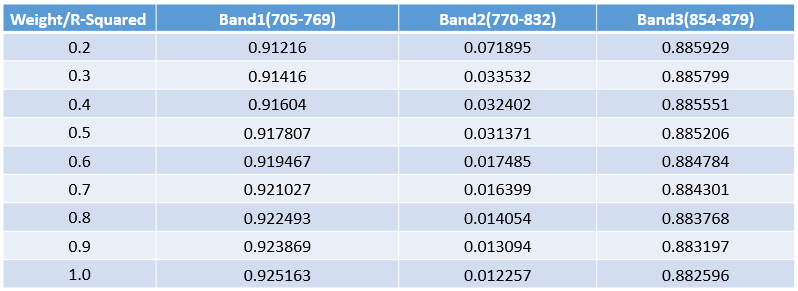 Weight/R-Squared Band1(705-769) Band2(770-832) Band3(854-879)
0.2 0.91216 0.071895 0.885929
0.3 0.91416 0.033532 0.885799
0.4 0.91604 0.032402 0.885551
0.5 0.917807 0.031371 0.885206
0.6 0.919467 0.017485 0.884784
0.7 0.921027 0.016399 0.884301
0.8 0.922493 0.014054 0.883768
0.9 0.923869 0.013094 0.883197
1.0 0.925163 0.012257 0.882596